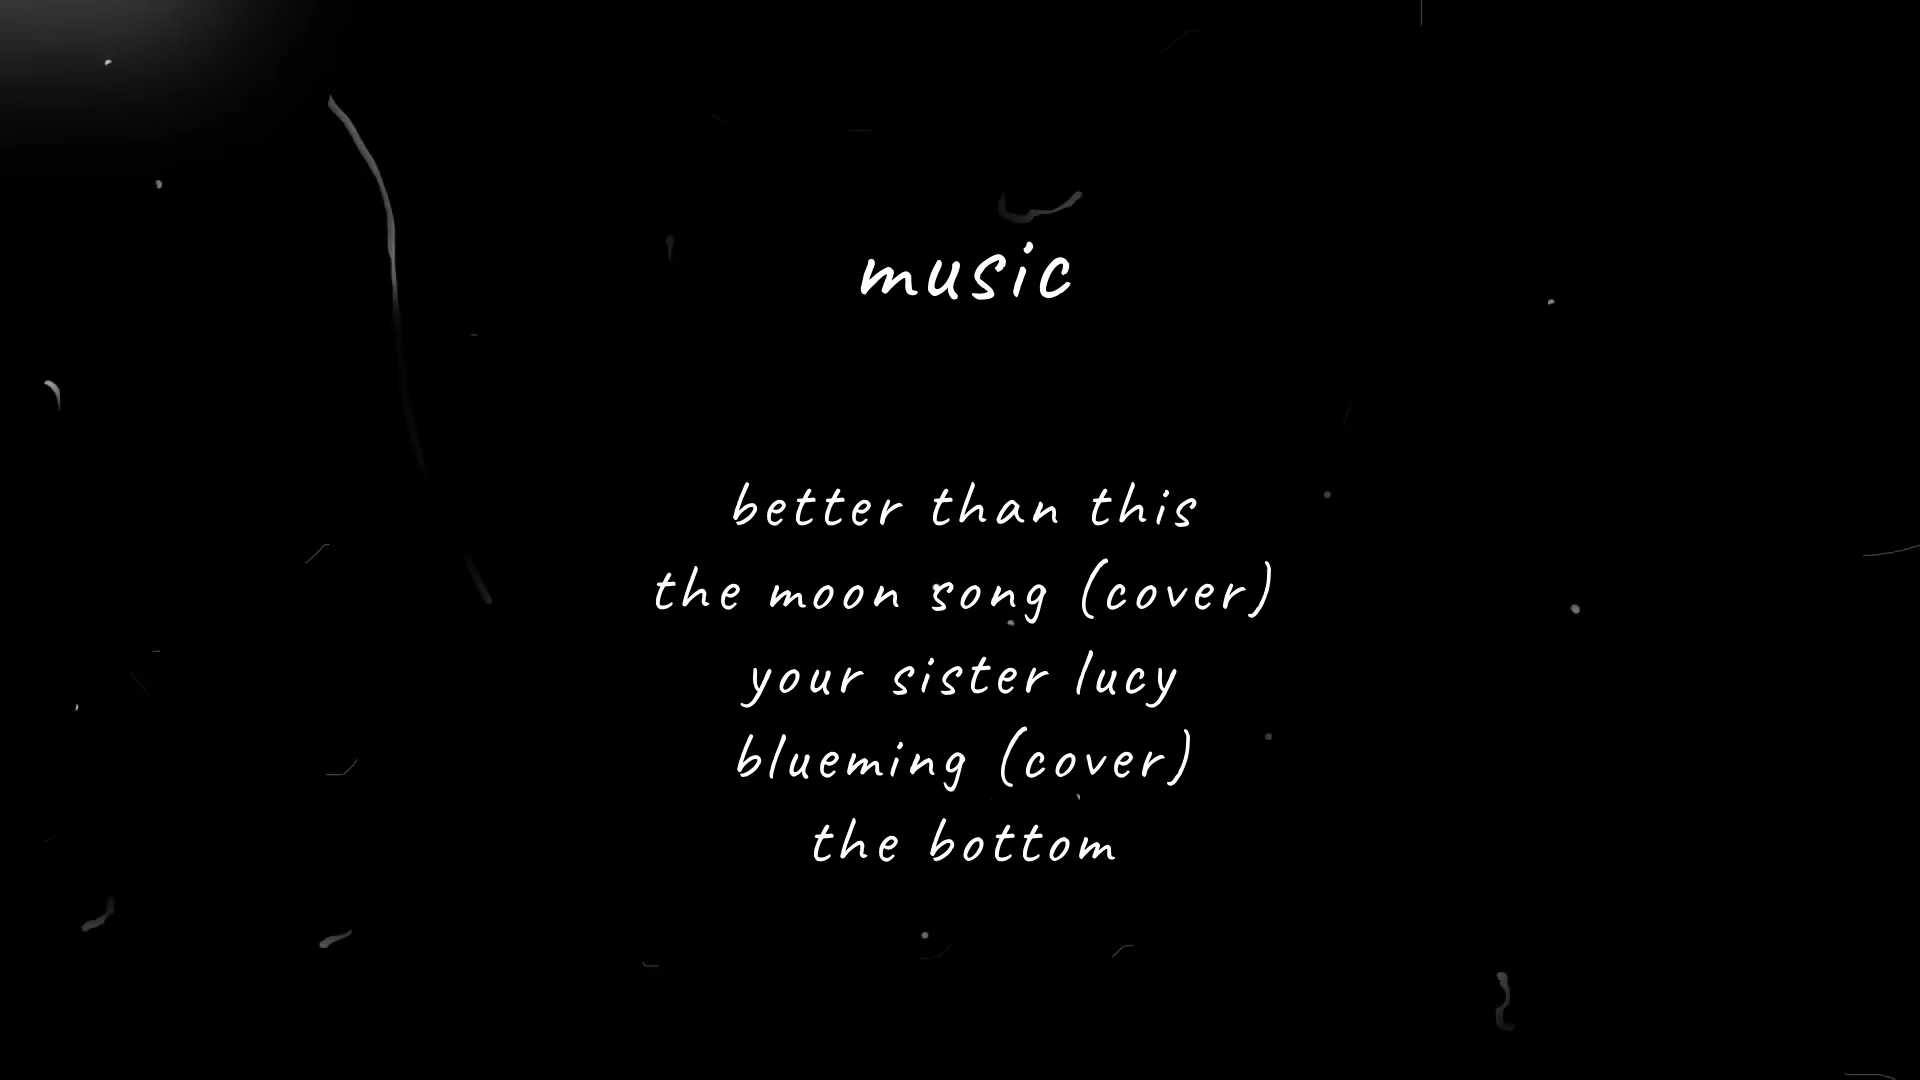 music
better than this
the moon song (cover)
your sister lucy
blueming (cover)
the bottom